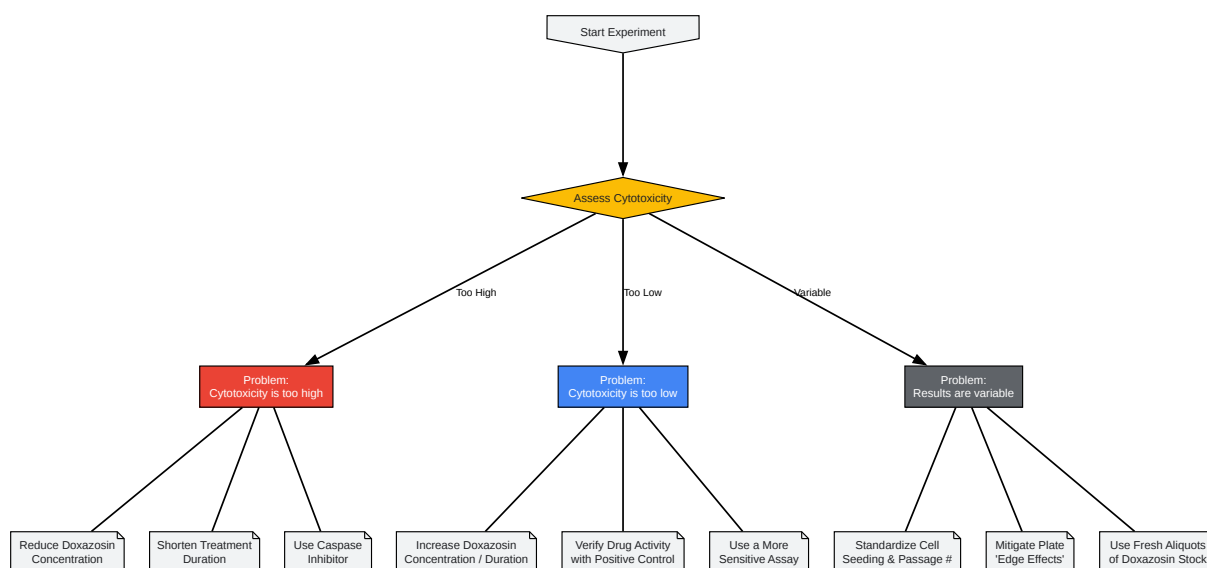 Start Experiment
Assess Cytotoxicity
Too High
Too Low
Variable
Problem:
Cytotoxicity is too high
Problem:
Cytotoxicity is too low
Problem:
Results are variable
Reduce Doxazosin
Concentration
Shorten Treatment
Duration
Use Caspase
Inhibitor
Increase Doxazosin
Concentration / Duration
Verify Drug Activity
with Positive Control
Use a More
Sensitive Assay
Standardize Cell
Seeding & Passage #
Mitigate Plate
'Edge Effects'
Use Fresh Aliquots
of Doxazosin Stock